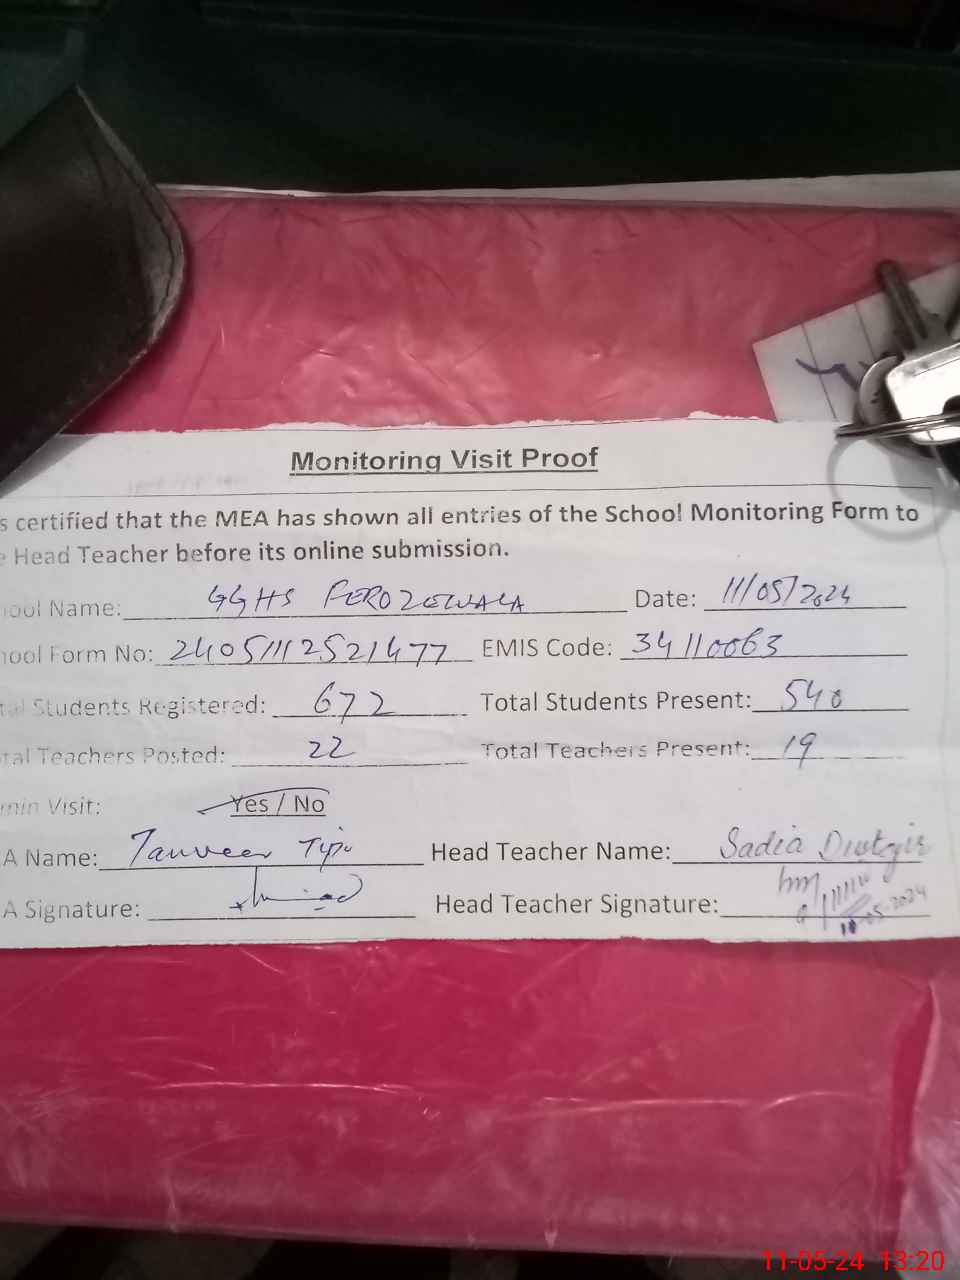 Monitoring Visit Proof
s certified that the MEA has shown all entries of the School Monitoring Form to
e Head Teacher before its online submission.
ool Name: GGHS FEROZEWALA Date: 11/05/2024
ool Form No: 240511112521477 EMIS Code: 34110063
tal Students Registered: 672 Total Students Present: 540
tal Teachers Posted: 22 Total Teachers Present: 19
min Visit: Yes / No
A Name: Tanveer Tipu Head Teacher Name: Sadia
A Signature: Head Teacher Signature:
11-05-24 13:20